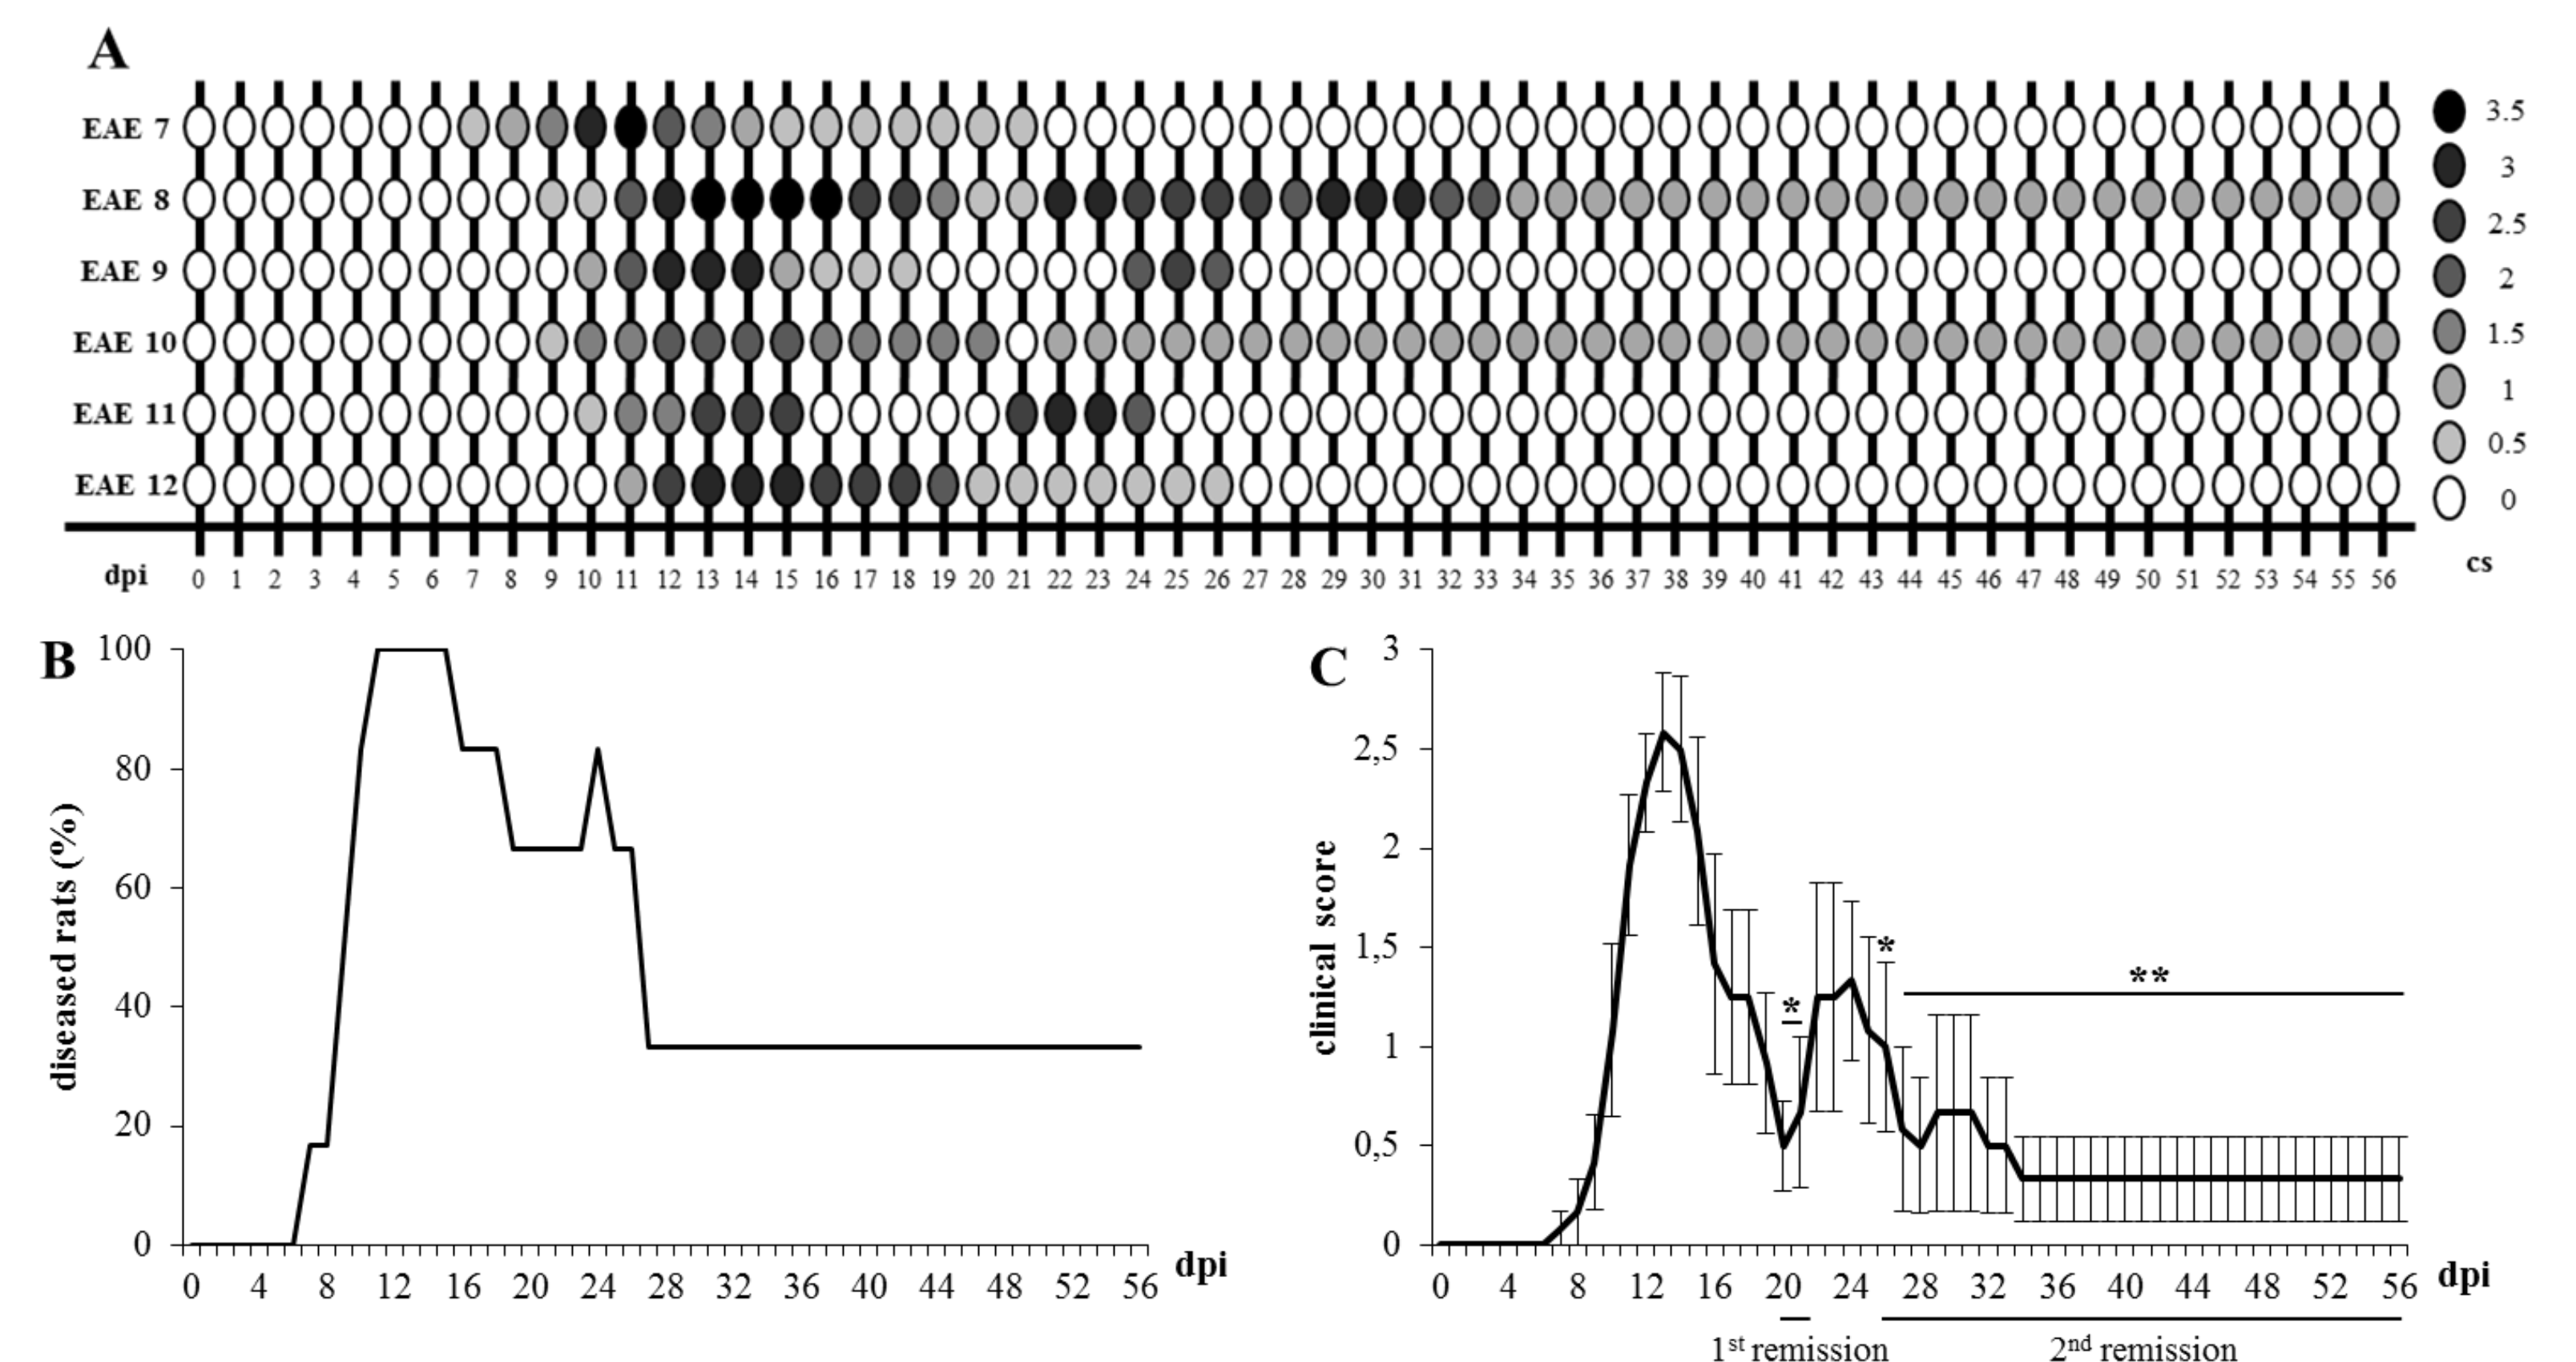 A
EAE 7
EAE 8
EAE 9
EAE 10
EAE 11
EAE 12
dpi 0 1 2 3 4 5 6 7 8 9 10 11 12 13 14 15 16 17 18 19 20 21 22 23 24 25 26 27 28 29 30 31 32 33 34 35 36 37 38 39 40 41 42 43 44 45 46 47 48 49 50 51 52 53 54 55 56
3.5
3
2.5
2
1.5
1
0.5
0
cs
B
diseased rats (%)
100
80
60
40
20
0
0 4 8 12 16 20 24 28 32 36 40 44 48 52 56 dpi
C
clinical score
3
2,5
2
1,5
1
0,5
0
*
*
**
0 4 8 12 16 20 24 28 32 36 40 44 48 52 56 dpi
1st remission 2nd remission